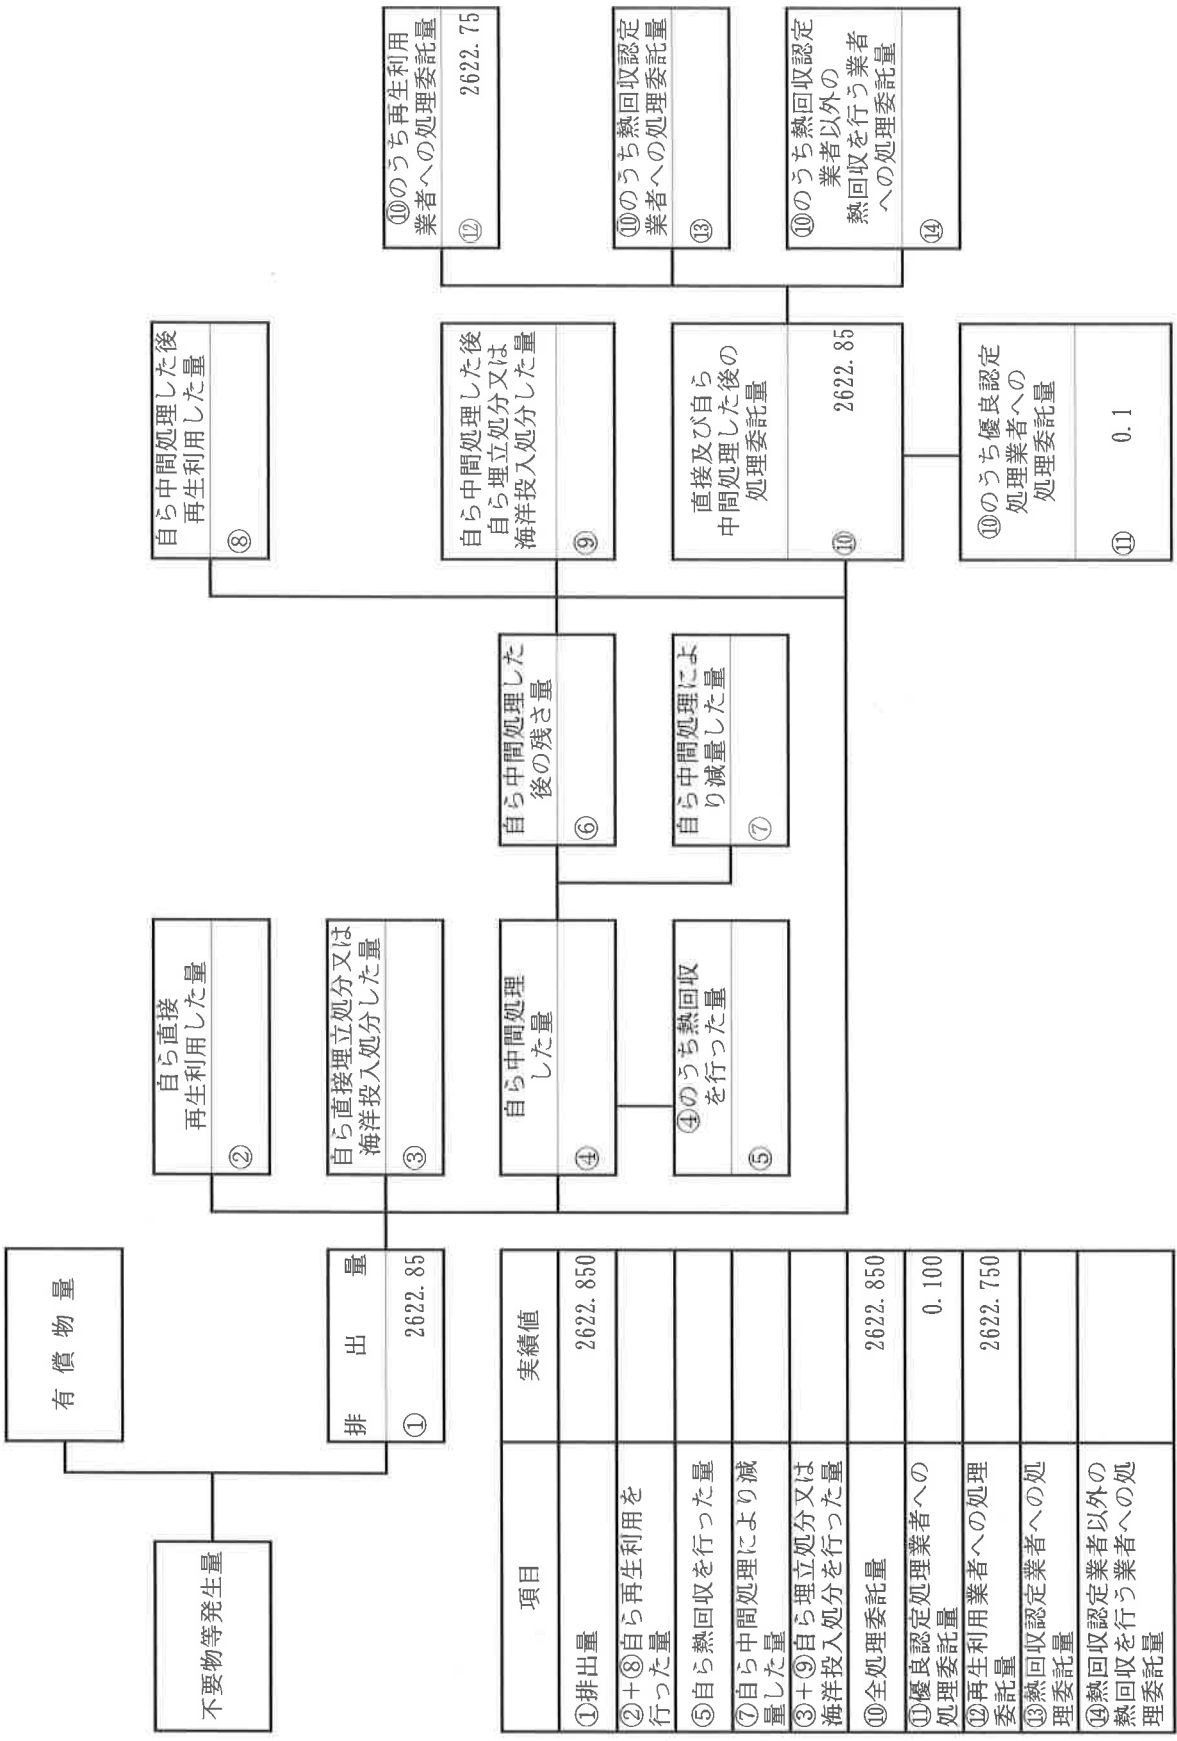 不要物等発生量
有償物量
排出量
① 2622.85
自ら直接
再生利用した量
②
自ら直接埋立処分又は
海洋投入処分した量
③
自ら中間処理
した量
④
④のうち熱回収
を行った量
⑤
自ら中間処理した
後の残さ量
⑥
自ら中間処理によ
り減量した量
⑦
自ら中間処理した後
再生利用した量
⑧
自ら中間処理した後
自ら埋立処分又は
海洋投入処分した量
⑨
直接及び自ら
中間処理した後の
処理委託量
⑩ 2622.85
⑩のうち優良認定
処理業者への
処理委託量
⑪ 0.1
⑩のうち再生利用
業者への処理委託量
⑫ 2622.75
⑩のうち熱回収認定
業者への処理委託量
⑬
⑩のうち熱回収認定
業者以外の
熱回収を行う業者
への処理委託量
⑭
項目 実績値
①排出量 2622.850
②+⑧自ら再生利用を
行った量
⑤自ら熱回収を行った量
⑦自ら中間処理により減
量した量
③+⑨自ら埋立処分又は
海洋投入処分を行った量
⑩全処理委託量 2622.850
⑪優良認定処理業者への
処理委託量 0.100
⑫再生利用業者への処理
委託量 2622.750
⑬熱回収認定業者への処
理委託量
⑭熱回収認定業者以外の
熱回収を行う業者への処
理委託量